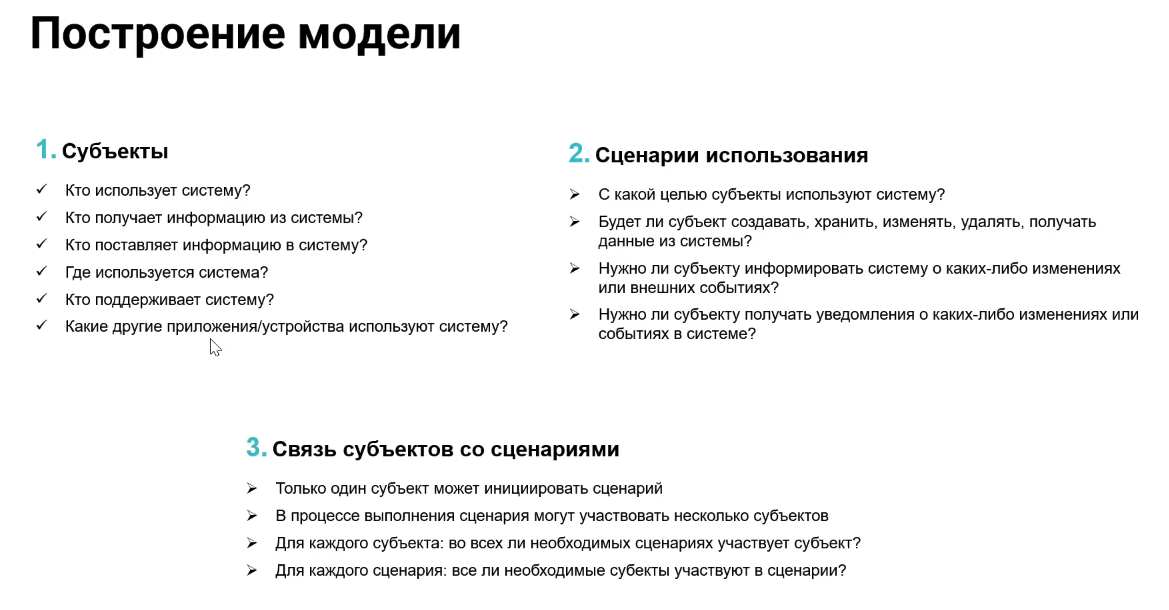 Построение модели
1. Субъекты
Кто использует систему?
Кто получает информацию из системы?
Кто поставляет информацию в систему?
Где используется система?
Кто поддерживает систему?
Какие другие приложения/устройства используют систему?
2. Сценарии использования
С какой целью субъекты используют систему?
Будет ли субъект создавать, хранить, изменять, удалять, получать
данные из системы?
Нужно ли субъекту информировать систему о каких-либо изменениях
или внешних событиях?
Нужно ли субъекту получать уведомления о каких-либо изменениях или
событиях в системе?
3. Связь субъектов со сценариями
Только один субъект может инициировать сценарий
В процессе выполнения сценария могут участвовать несколько субъектов
Для каждого субъекта: во всех ли необходимых сценариях участвует субъект?
Для каждого сценария: все ли необходимые субекты участвуют в сценарии?